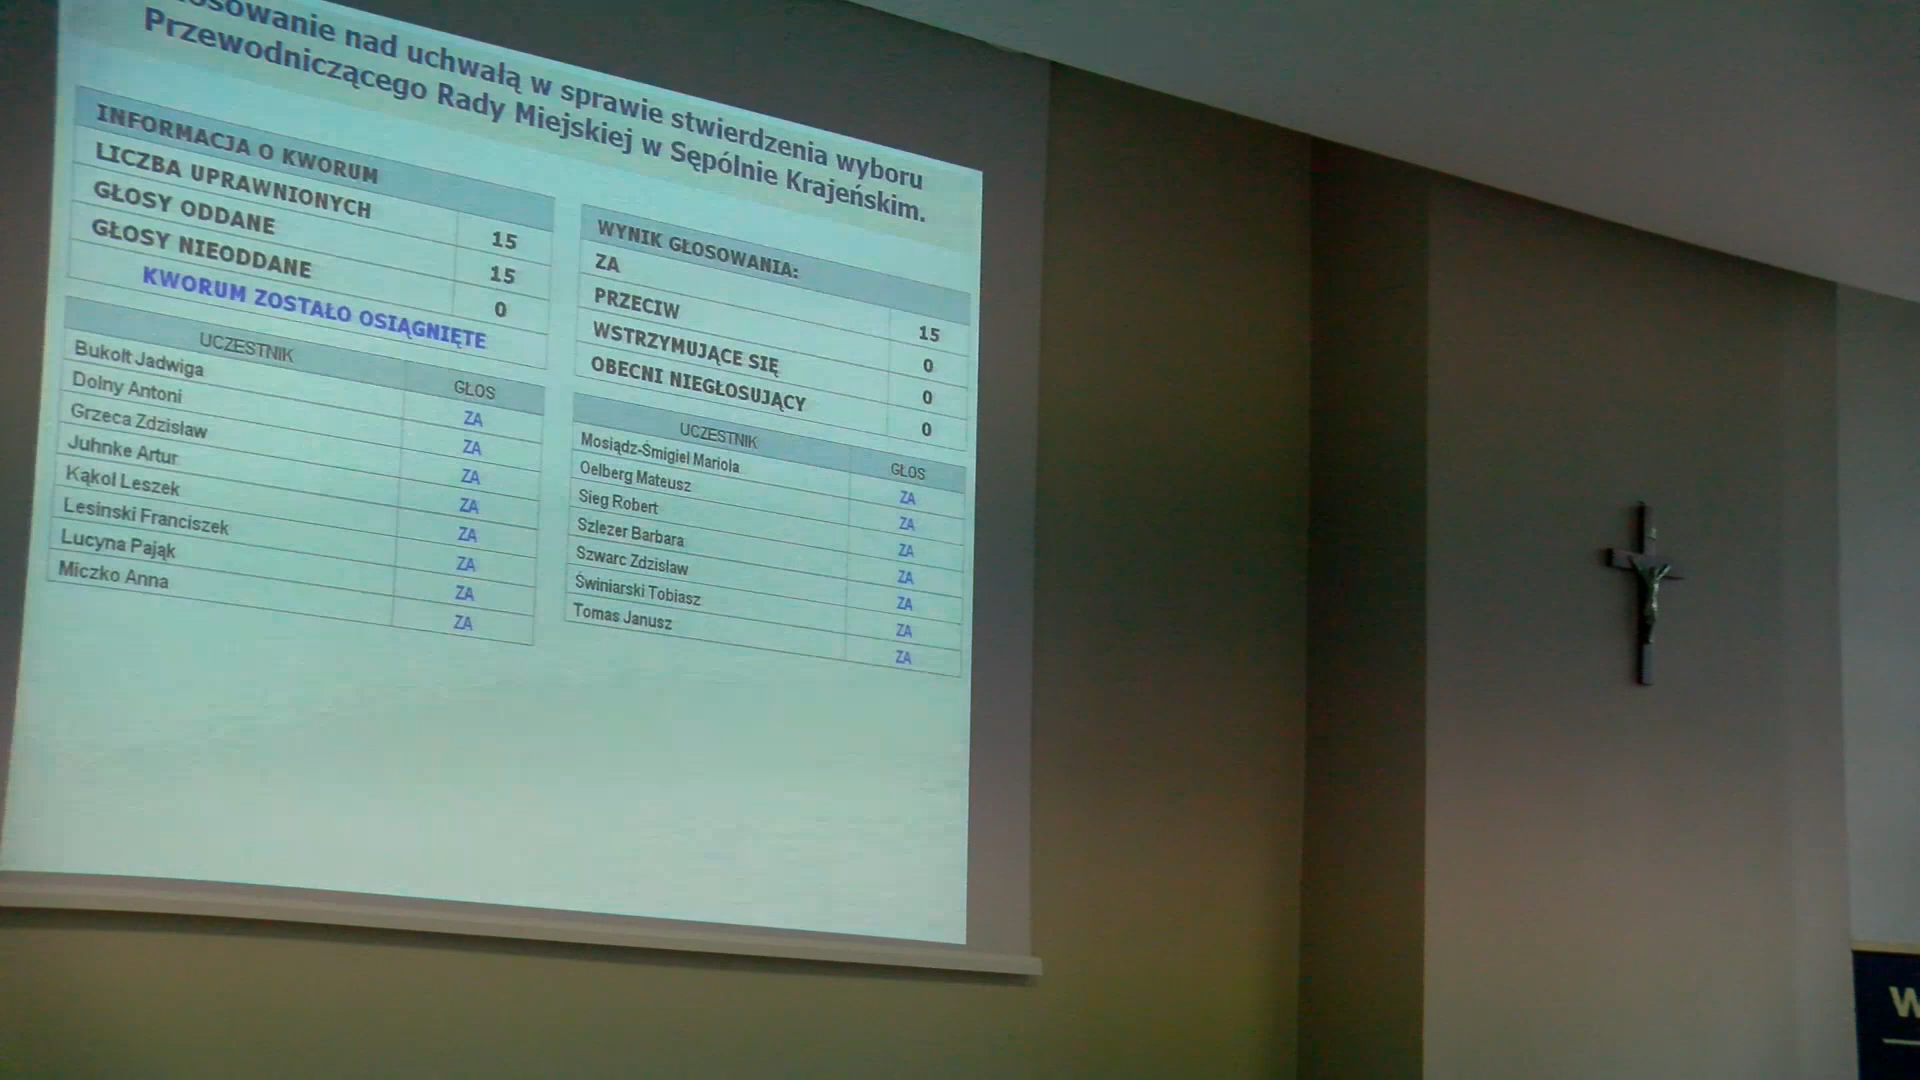 nad uchwałą w sprawie stwierdzenia wyboru
Przewodniczącego Rady Miejskiej w Sępólnie Krajeńskim.
INFORMACJA O KWORUM
LICZBA UPRAWNIONYCH 15
GŁOSY ODDANE 15
GŁOSY NIEODDANE 0
KWORUM ZOSTAŁO OSIĄGNIĘTE
UCZESTNIK GŁOS
Bukolt Jadwiga ZA
Dolny Antoni ZA
Grzeca Zdzisław ZA
Juhnke Artur ZA
Kąkol Leszek ZA
Lesinski Franciszek ZA
Lucyna Pająk ZA
Miczko Anna ZA
WYNIK GŁOSOWANIA:
ZA 15
PRZECIW 0
WSTRZYMUJĄCE SIĘ 0
OBECNI NIEGŁOSUJĄCY 0
UCZESTNIK GŁOS
Mosiądz-Śmigiel Mariola ZA
Oelberg Mateusz ZA
Sieg Robert ZA
Szlezer Barbara ZA
Szwarc Zdzisław ZA
Świniarski Tobiasz ZA
Tomas Janusz ZA